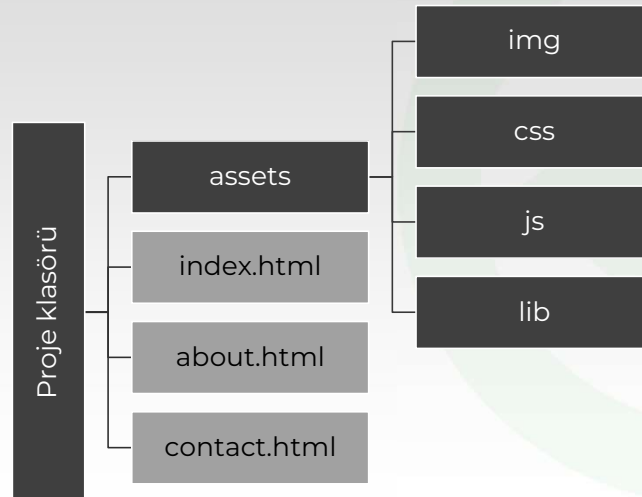 Proje klasörü
assets
index.html
about.html
contact.html
img
css
js
lib